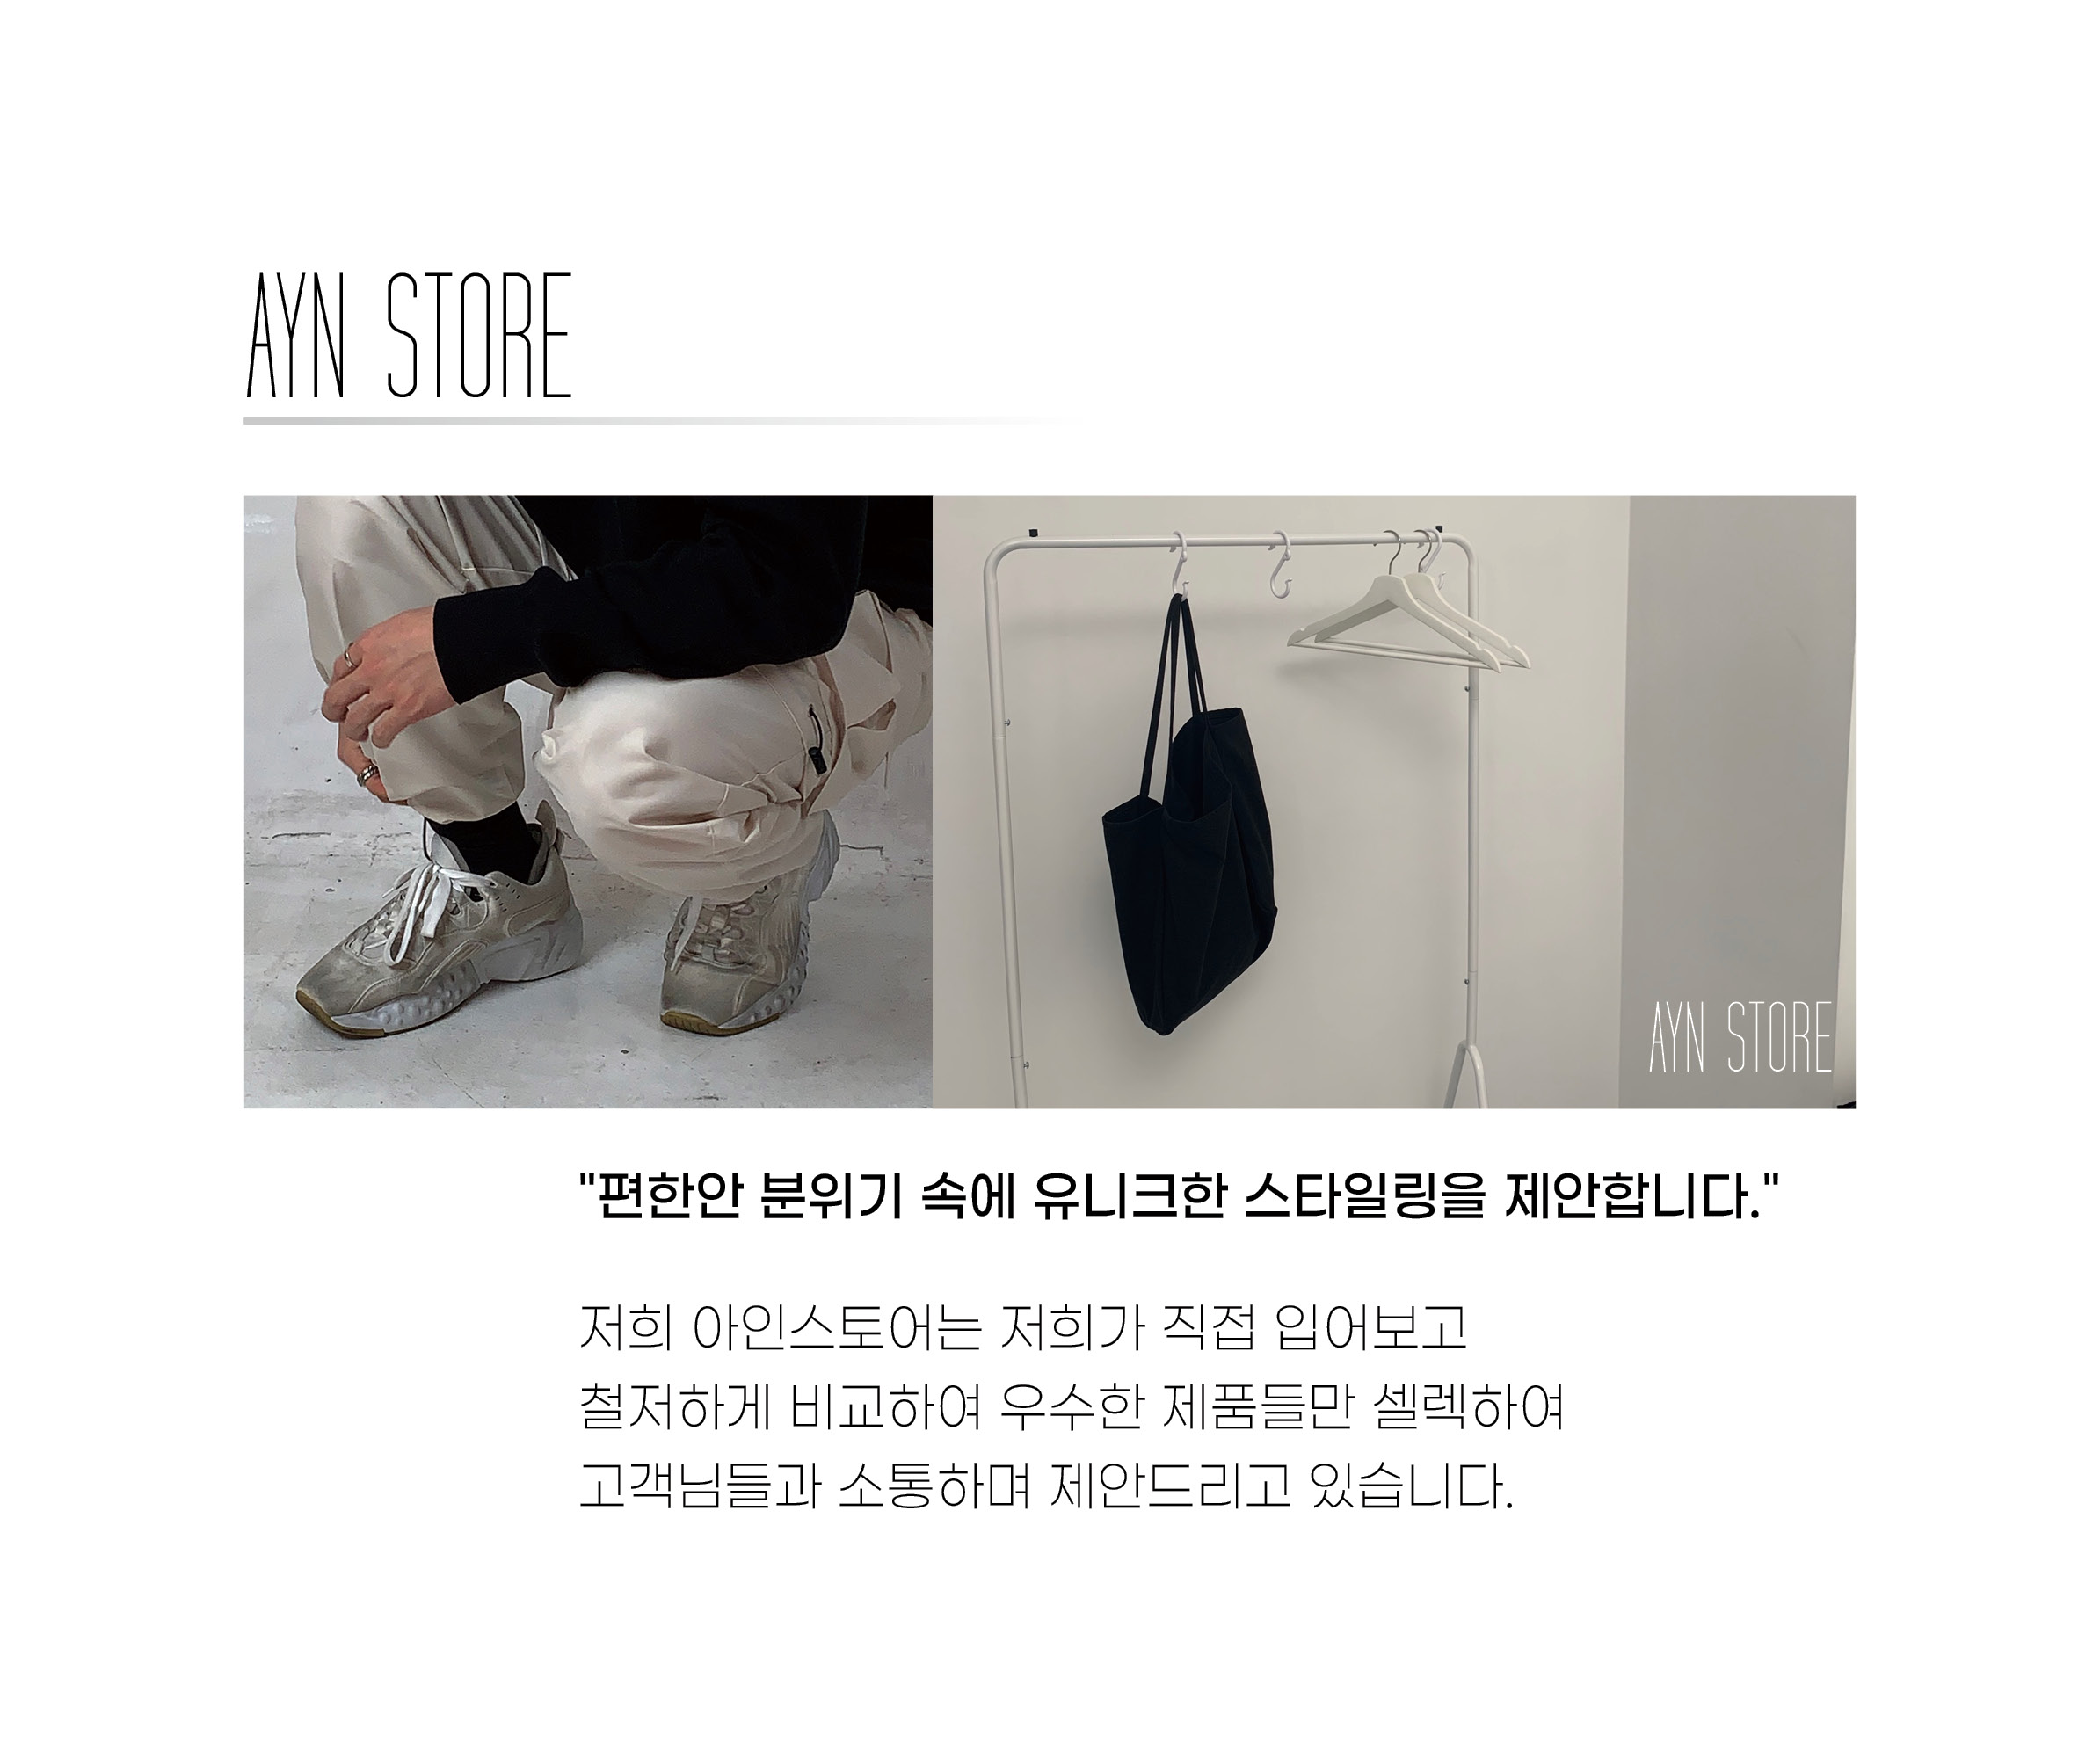 AYN STORE
AYN STORE
"편한안 분위기 속에 유니크한 스타일링을 제안합니다."
저희 아인스토어는 저희가 직접 입어보고
철저하게 비교하여 우수한 제품들만 셀렉하여
고객님들과 소통하며 제안드리고 있습니다.